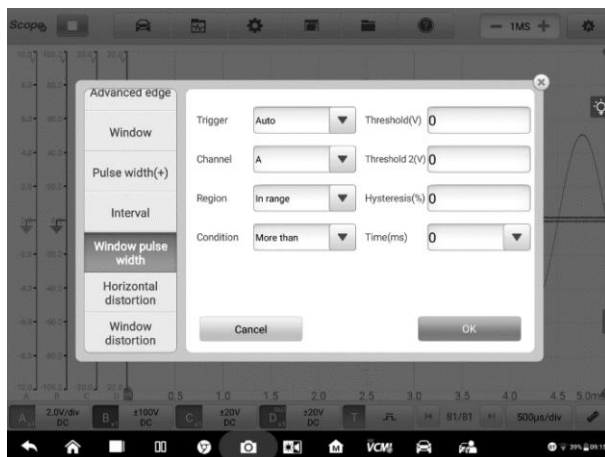 Scope
1MS
Advanced edge
Window
Pulse width(+)
Interval
Window pulse
width
Horizontal
distortion
Window
distortion
Trigger Auto Threshold(V) 0
Channel A Threshold 2(V) 0
Region In range Hysteresis(%) 0
Condition More than Time(ms) 0
Cancel OK
0.5 1.0 1.5 2.0 2.5 3.0 3.5 4.0 4.5 5.0m
A 2.0V/div DC B ±100V DC C ±20V DC D ±20V DC T 81/81 500μs/div
VCMI 39% 09:15